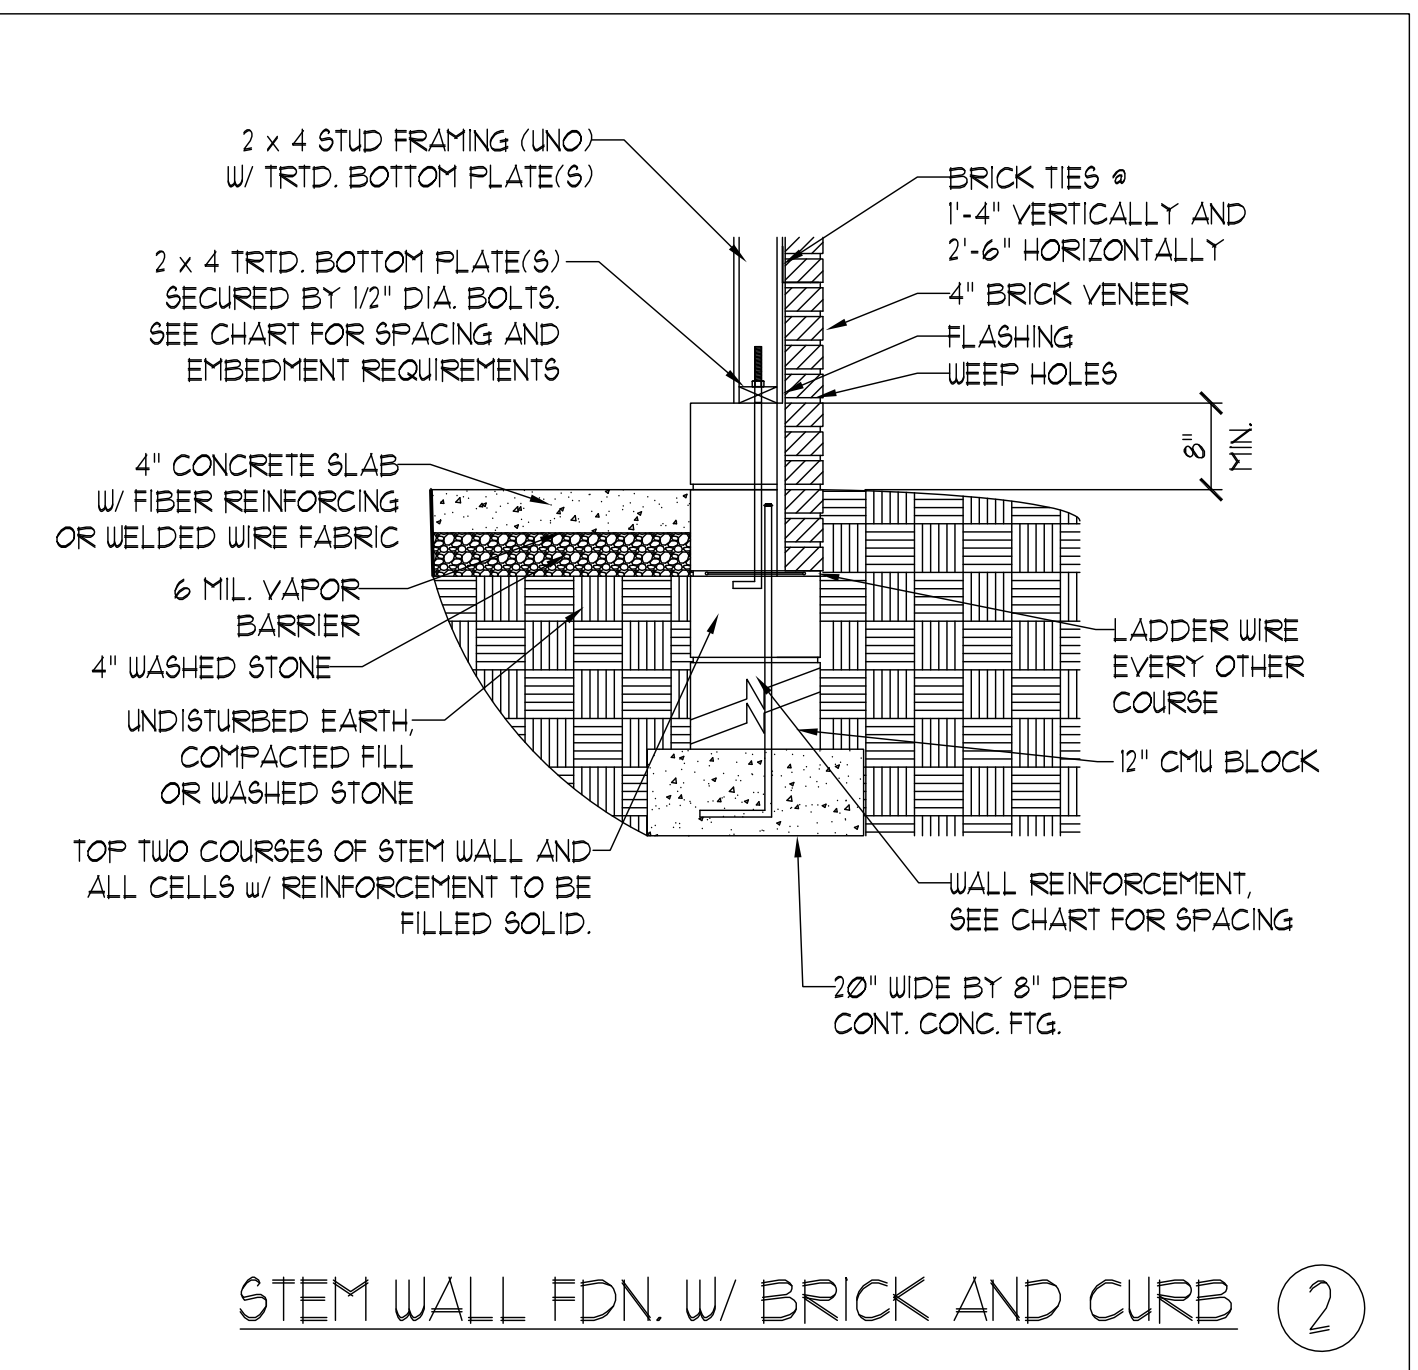 2 x 4 STUD FRAMING (UNO)
W/ TRTD. BOTTOM PLATE(S)
2 x 4 TRTD. BOTTOM PLATE(S)
SECURED BY 1/2" DIA. BOLTS.
SEE CHART FOR SPACING AND
EMBEDMENT REQUIREMENTS
4" CONCRETE SLAB
W/ FIBER REINFORCING
OR WELDED WIRE FABRIC
6 MIL. VAPOR
BARRIER
4" WASHED STONE
UNDISTURBED EARTH,
COMPACTED FILL
OR WASHED STONE
TOP TWO COURSES OF STEM WALL AND
ALL CELLS w/ REINFORCEMENT TO BE
FILLED SOLID.
BRICK TIES @
1'-4" VERTICALLY AND
2'-6" HORIZONTALLY
4" BRICK VENEER
FLASHING
WEEP HOLES
8"
MIN.
LADDER WIRE
EVERY OTHER
COURSE
12" CMU BLOCK
WALL REINFORCEMENT,
SEE CHART FOR SPACING
20" WIDE BY 8" DEEP
CONT. CONC. FTG.
STEM WALL FDN. W/ BRICK AND CURB
2